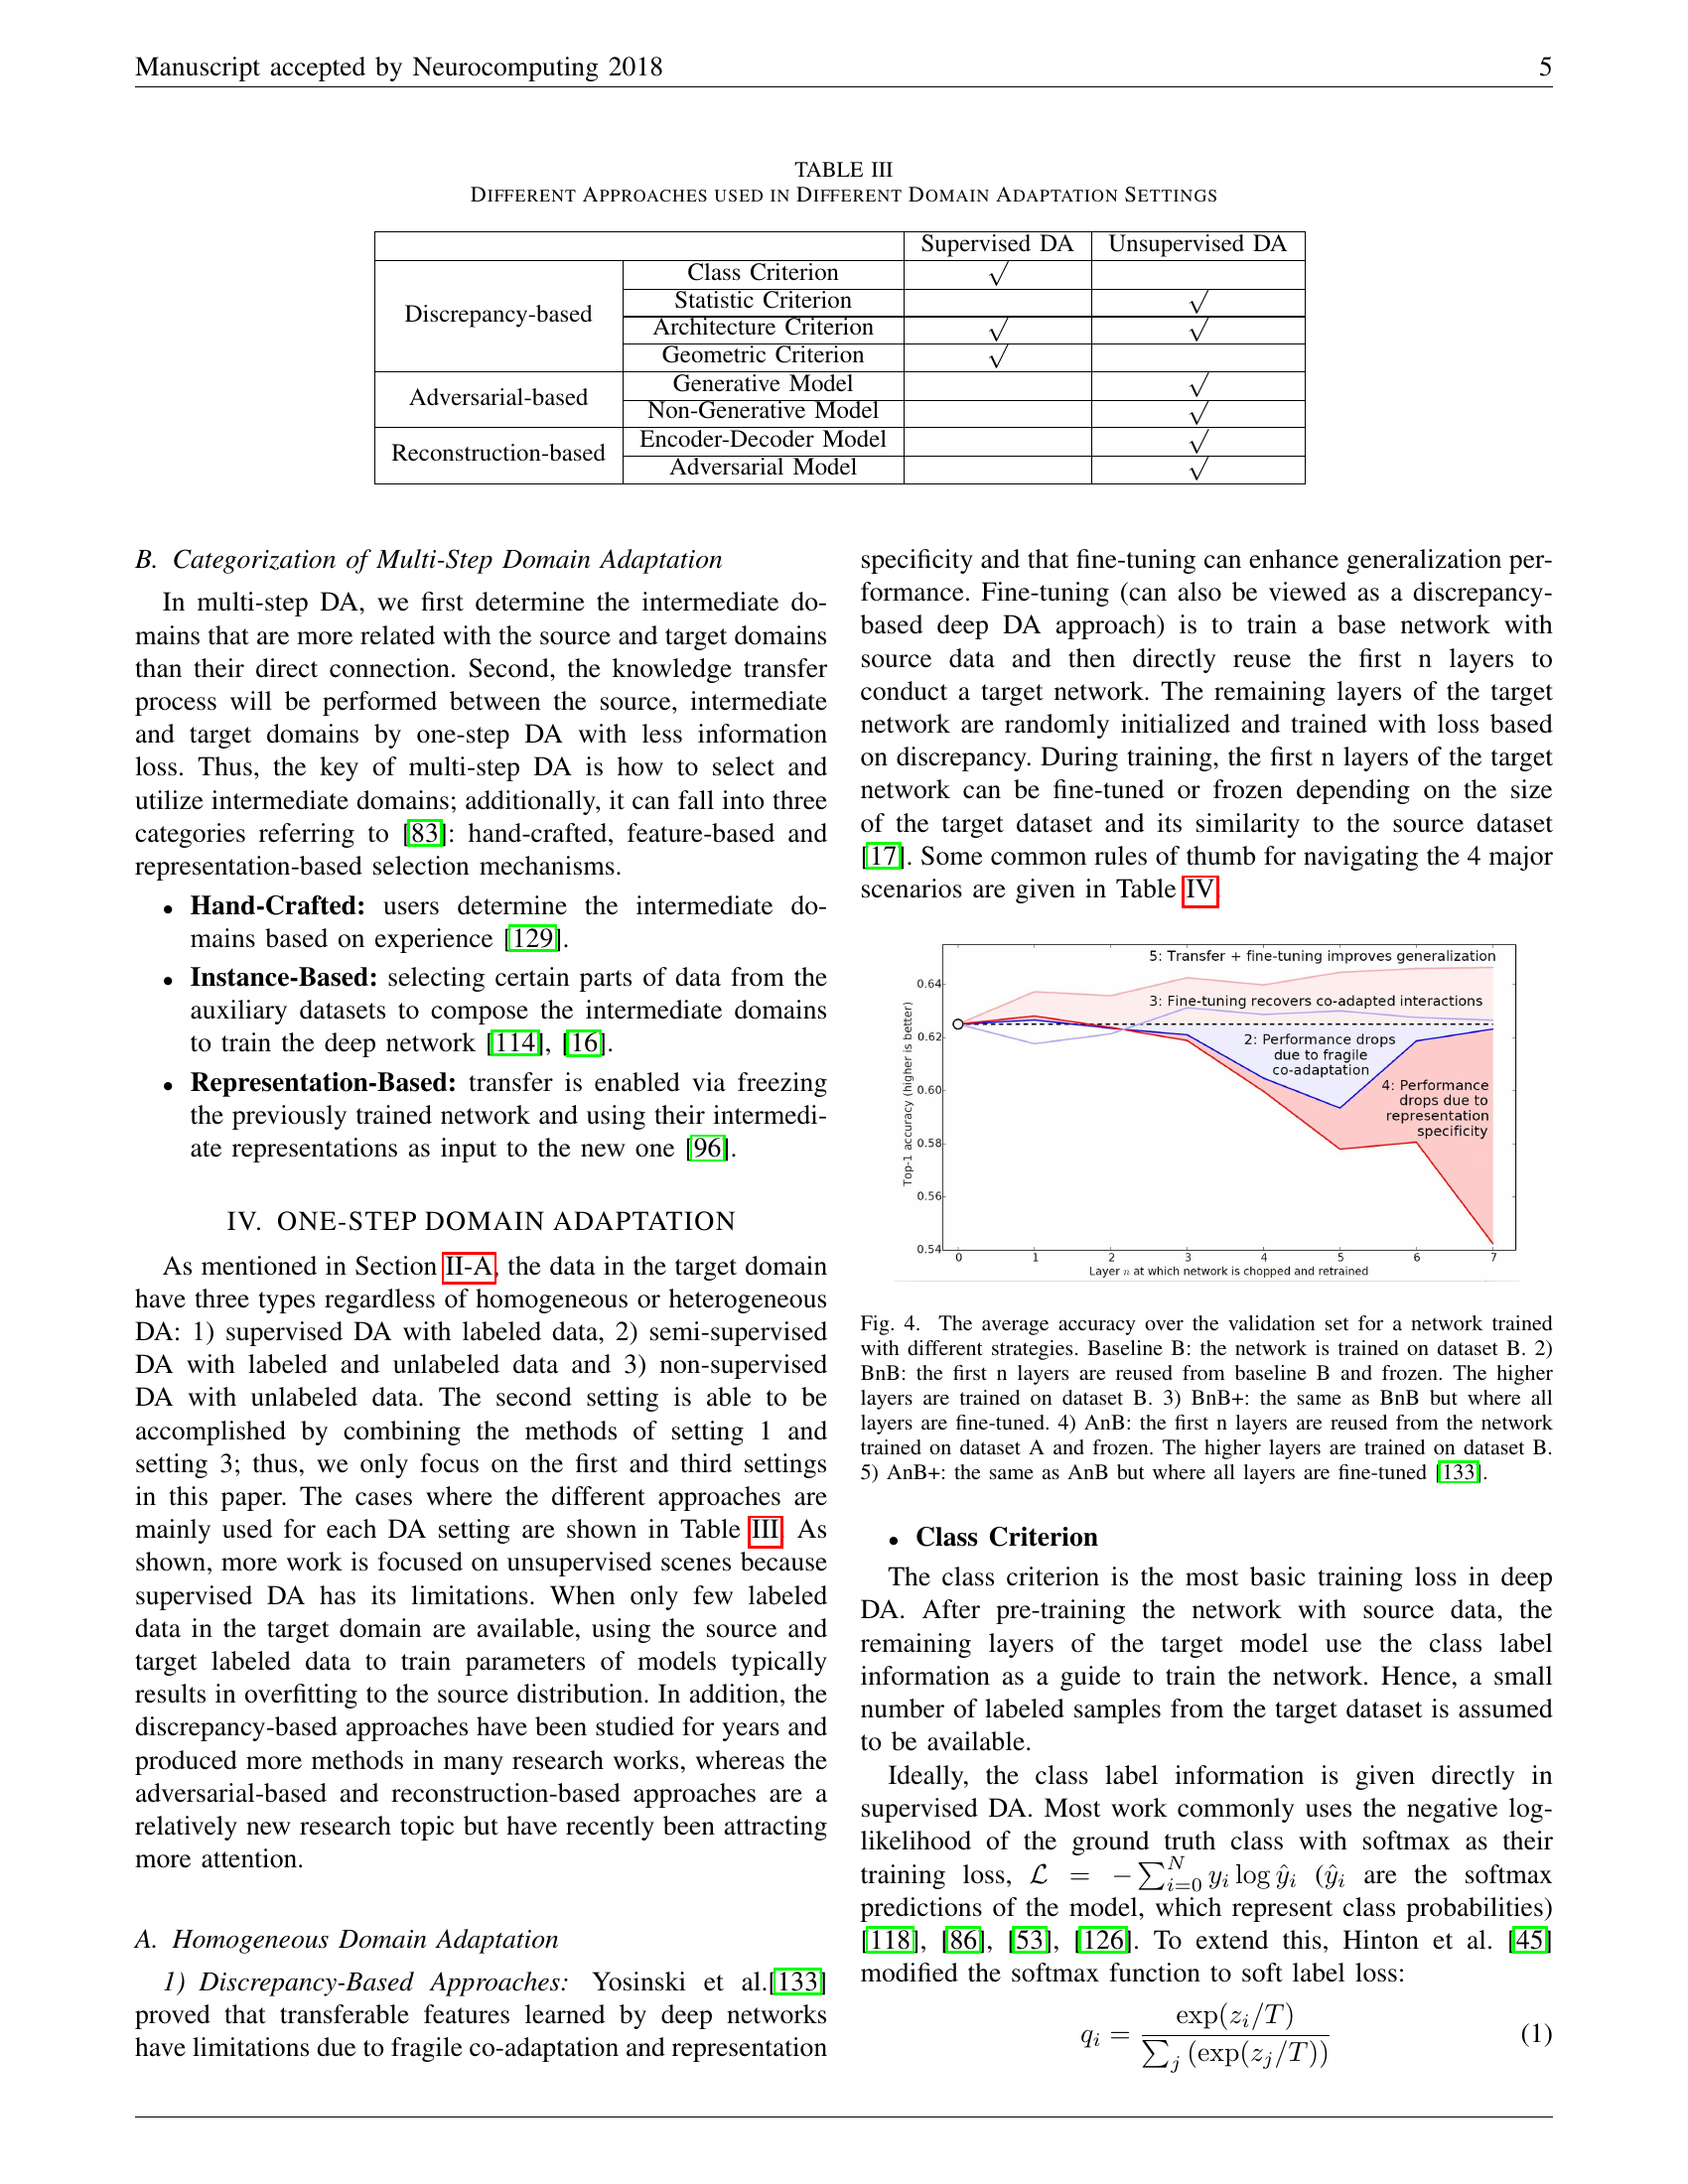 Manuscript accepted by Neurocomputing 2018 5
TABLE III
DIFFERENT APPROACHES USED IN DIFFERENT DOMAIN ADAPTATION SETTINGS
Supervised DA Unsupervised DA
Discrepancy-based
Class Criterion √
Statistic Criterion √
Architecture Criterion √ √
Geometric Criterion √
Adversarial-based
Generative Model √
Non-Generative Model √
Reconstruction-based
Encoder-Decoder Model √
Adversarial Model √
B. Categorization of Multi-Step Domain Adaptation
In multi-step DA, we first determine the intermediate do-
mains that are more related with the source and target domains
than their direct connection. Second, the knowledge transfer
process will be performed between the source, intermediate
and target domains by one-step DA with less information
loss. Thus, the key of multi-step DA is how to select and
utilize intermediate domains; additionally, it can fall into three
categories referring to [83]: hand-crafted, feature-based and
representation-based selection mechanisms.
• Hand-Crafted: users determine the intermediate do-
mains based on experience [129].
• Instance-Based: selecting certain parts of data from the
auxiliary datasets to compose the intermediate domains
to train the deep network [114], [16].
• Representation-Based: transfer is enabled via freezing
the previously trained network and using their intermedi-
ate representations as input to the new one [96].
IV. ONE-STEP DOMAIN ADAPTATION
As mentioned in Section II-A, the data in the target domain
have three types regardless of homogeneous or heterogeneous
DA: 1) supervised DA with labeled data, 2) semi-supervised
DA with labeled and unlabeled data and 3) non-supervised
DA with unlabeled data. The second setting is able to be
accomplished by combining the methods of setting 1 and
setting 3; thus, we only focus on the first and third settings
in this paper. The cases where the different approaches are
mainly used for each DA setting are shown in Table III. As
shown, more work is focused on unsupervised scenes because
supervised DA has its limitations. When only few labeled
data in the target domain are available, using the source and
target labeled data to train parameters of models typically
results in overfitting to the source distribution. In addition, the
discrepancy-based approaches have been studied for years and
produced more methods in many research works, whereas the
adversarial-based and reconstruction-based approaches are a
relatively new research topic but have recently been attracting
more attention.
A. Homogeneous Domain Adaptation
1) Discrepancy-Based Approaches: Yosinski et al.[133]
proved that transferable features learned by deep networks
have limitations due to fragile co-adaptation and representation
specificity and that fine-tuning can enhance generalization per-
formance. Fine-tuning (can also be viewed as a discrepancy-
based deep DA approach) is to train a base network with
source data and then directly reuse the first n layers to
conduct a target network. The remaining layers of the target
network are randomly initialized and trained with loss based
on discrepancy. During training, the first n layers of the target
network can be fine-tuned or frozen depending on the size
of the target dataset and its similarity to the source dataset
[17]. Some common rules of thumb for navigating the 4 major
scenarios are given in Table IV.
5: Transfer + fine-tuning improves generalization
3: Fine-tuning recovers co-adapted interactions
2: Performance drops
due to fragile
co-adaptation
4: Performance
drops due to
representation
specificity
Top-1 accuracy (higher is better)
0.64
0.62
0.60
0.58
0.56
0.54
0 1 2 3 4 5 6 7
Layer n at which network is chopped and retrained
Fig. 4. The average accuracy over the validation set for a network trained
with different strategies. Baseline B: the network is trained on dataset B. 2)
BnB: the first n layers are reused from baseline B and frozen. The higher
layers are trained on dataset B. 3) BnB+: the same as BnB but where all
layers are fine-tuned. 4) AnB: the first n layers are reused from the network
trained on dataset A and frozen. The higher layers are trained on dataset B.
5) AnB+: the same as AnB but where all layers are fine-tuned [133].
• Class Criterion
The class criterion is the most basic training loss in deep
DA. After pre-training the network with source data, the
remaining layers of the target model use the class label
information as a guide to train the network. Hence, a small
number of labeled samples from the target dataset is assumed
to be available.
Ideally, the class label information is given directly in
supervised DA. Most work commonly uses the negative log-
likelihood of the ground truth class with softmax as their
training loss, ℒ = −∑_{i=0}^{N} y_i log ŷ_i (ŷ_i are the softmax
predictions of the model, which represent class probabilities)
[118], [86], [53], [126]. To extend this, Hinton et al. [45]
modified the softmax function to soft label loss:
q_i = exp(z_i/T) / ∑_j (exp(z_j/T)) (1)